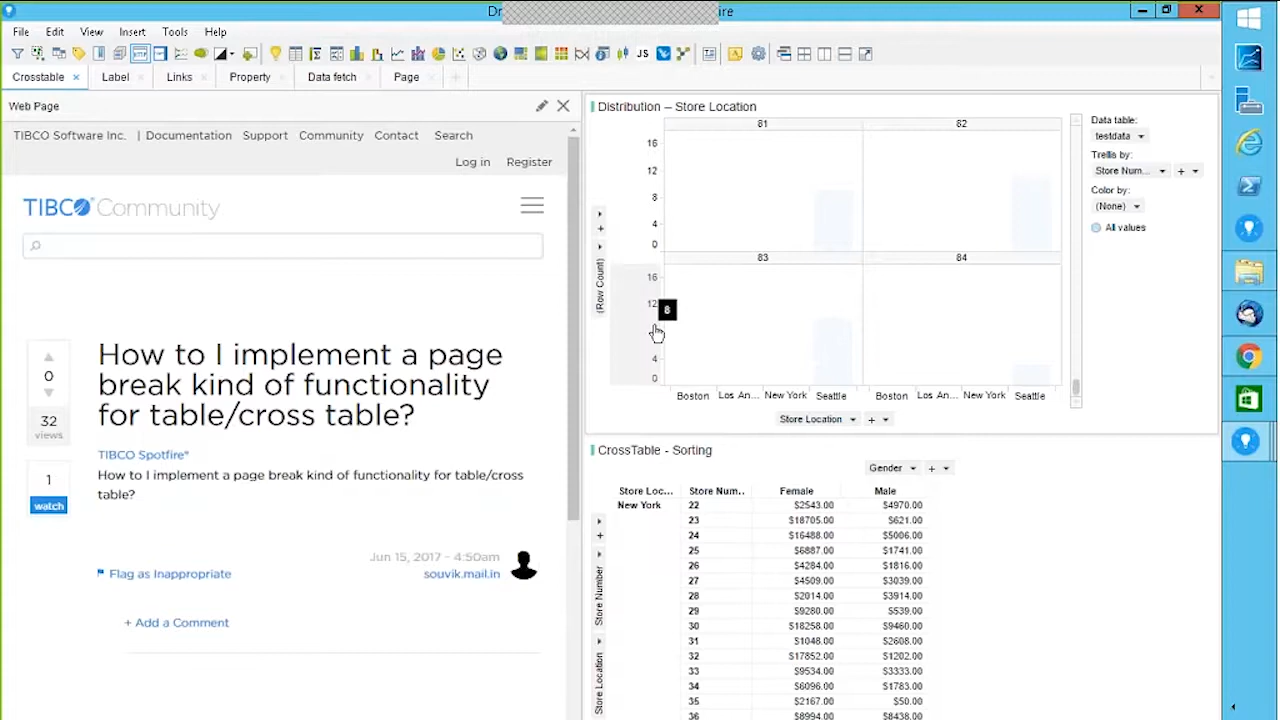 Dr ire
File Edit View Insert Tools Help
JS
Crosstable × Label × Links × Property × Data fetch × Page × +
Web Page
TIBCO Software Inc. | Documentation Support Community Contact Search
Log in Register
TIBCO Community
0
32
views
1
watch
How to I implement a page
break kind of functionality
for table/cross table?
TIBCO Spotfire®
How to I implement a page break kind of functionality for table/cross
table?
Jun 15, 2017 - 4:50am
souvik.mail.in
Flag as Inappropriate
+ Add a Comment
Distribution – Store Location
81 82
16
12
8
4
0
83 84
16
12
8
4
0
(Row Count)
Boston Los An... New York Seattle Boston Los An... New York Seattle
Store Location +
Data table:
testdata
Trellis by:
Store Num... +
Color by:
(None)
All values
CrossTable - Sorting
Gender +
Store Loc... Store Num.. Female Male
New York 22 $2543.00 $4970.00
23 $18705.00 $621.00
24 $16488.00 $5006.00
25 $6887.00 $1741.00
26 $4284.00 $1816.00
27 $4509.00 $3039.00
28 $2014.00 $3914.00
29 $9280.00 $539.00
30 $18258.00 $9460.00
31 $1048.00 $2608.00
32 $17852.00 $1202.00
33 $9534.00 $3333.00
34 $6096.00 $1783.00
35 $2167.00 $50.00
36 $8994.00 $8438.00
Store Number
Store Location